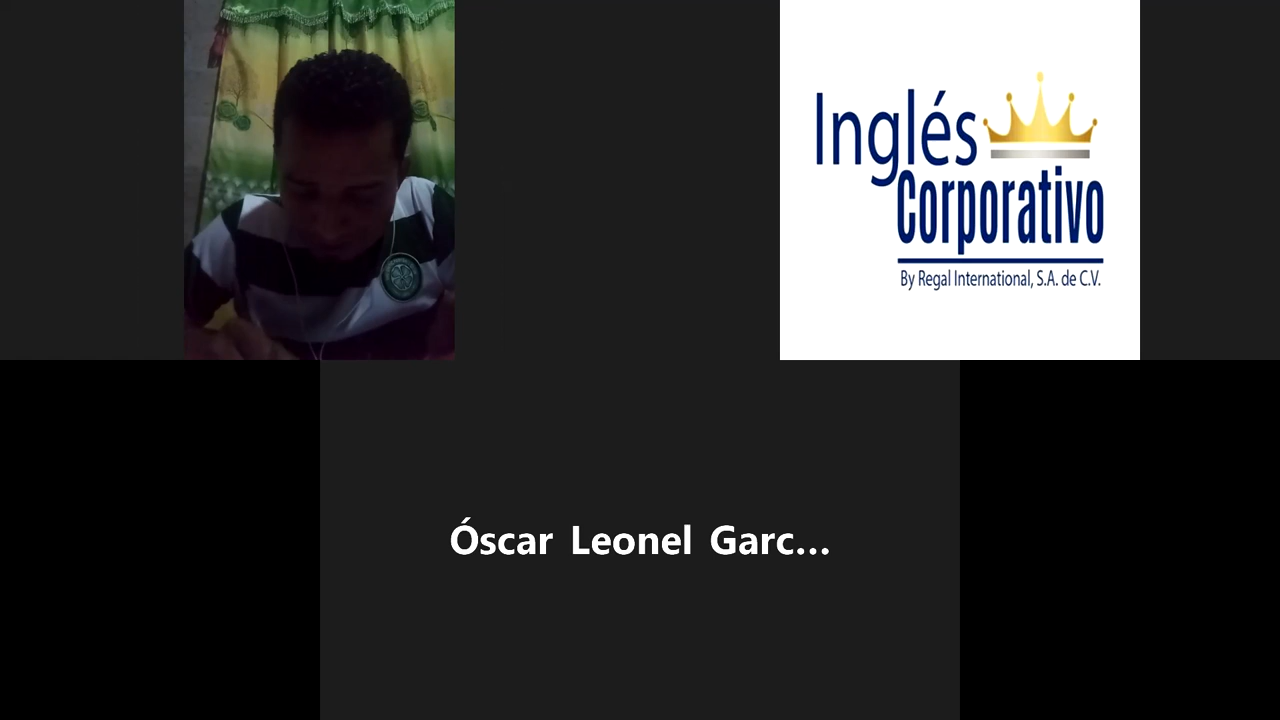 Inglés
Corporativo
By Regal International, S.A. de C.V.
Óscar Leonel Garc...